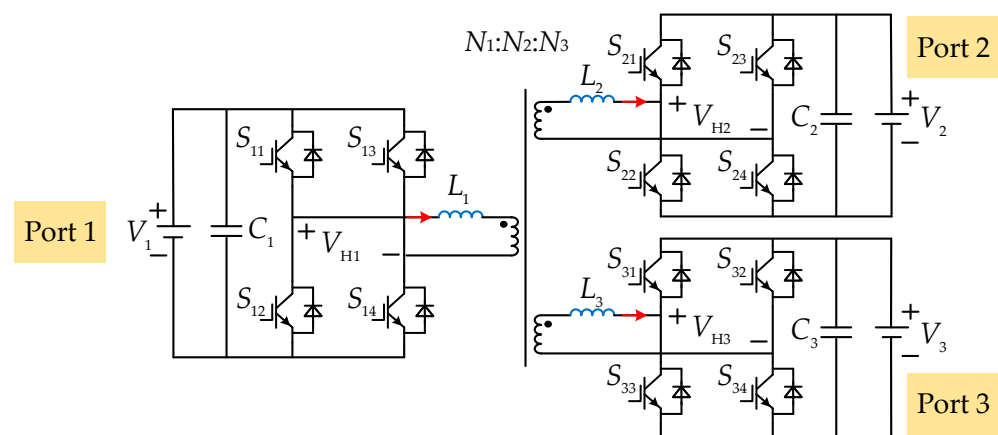 Port 1
V1
C1
S11
S13
S12
S14
VH1
L1
N1:N2:N3
Port 2
L2
S21
S23
S22
S24
VH2
C2
V2
L3
S31
S32
S33
S34
VH3
C3
V3
Port 3